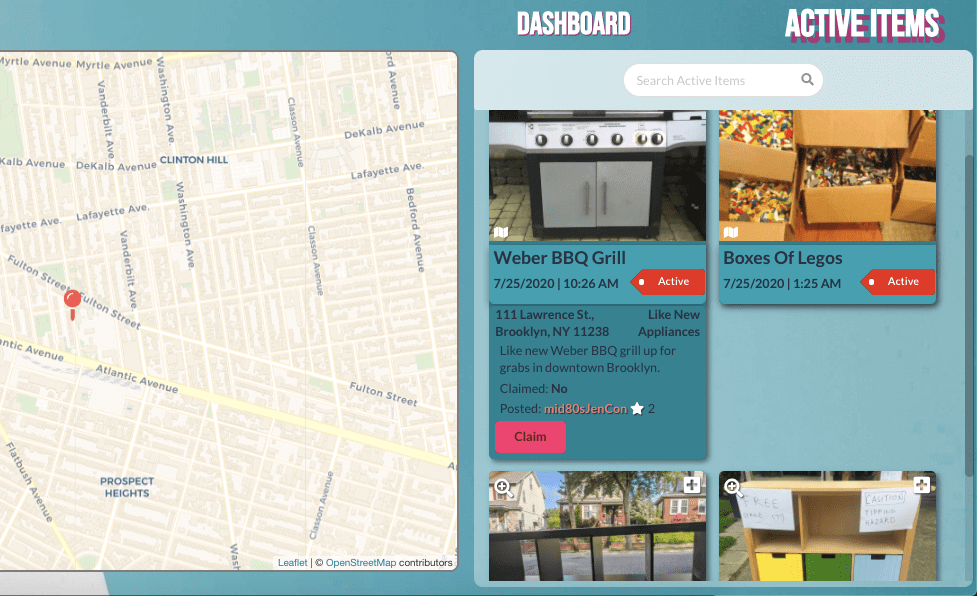 DASHBOARD
ACTIVE ITEMS
Search Active Items
Myrtle Avenue Myrtle Avenue
Washington Ave.
Vanderbilt Ave.
Classon Avenue
DeKalb Avenue
DeKalb Avenue
CLINTON HILL
Lafayette Ave.
Lafayette Ave.
Washington Ave.
Bedford Avenue
Vanderbilt Ave.
Classon Avenue
Fulton Street
Fulton Street
Atlantic Avenue
Fulton Street
Flatbush Avenue
PROSPECT
HEIGHTS
Classon Avenue
Leaflet | © OpenStreetMap contributors
Weber BBQ Grill
7/25/2020 | 10:26 AM
Active
111 Lawrence St.,
Brooklyn, NY 11238
Like New
Appliances
Like new Weber BBQ grill up for
grabs in downtown Brooklyn.
Claimed: No
Posted: mid80sJenCon 2
Claim
Boxes Of Legos
7/25/2020 | 1:25 AM
Active
FREE
CAUTION
TIPPING
HAZARD